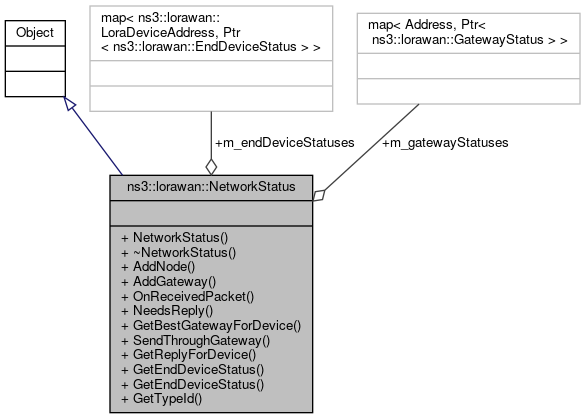 Object
map< ns3::lorawan::
LoraDeviceAddress, Ptr
< ns3::lorawan::EndDeviceStatus > >
map< Address, Ptr<
ns3::lorawan::GatewayStatus > >
+m_endDeviceStatuses
+m_gatewayStatuses
ns3::lorawan::NetworkStatus
+ NetworkStatus()
+ ~NetworkStatus()
+ AddNode()
+ AddGateway()
+ OnReceivedPacket()
+ NeedsReply()
+ GetBestGatewayForDevice()
+ SendThroughGateway()
+ GetReplyForDevice()
+ GetEndDeviceStatus()
+ GetEndDeviceStatus()
+ GetTypeId()